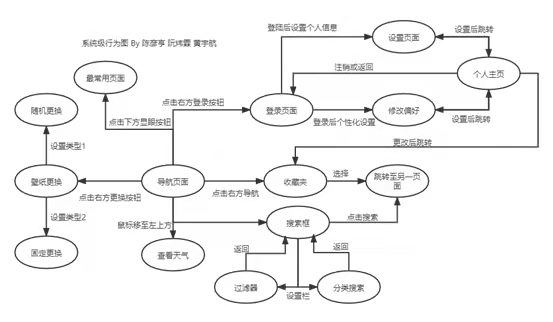 系统级行为图 By 陈彦亨 阮炜霖 黄宇航
登陆后设置个人信息
设置页面
设置后跳转
最常用页面
注销或返回
个人主页
随机更换
点击右方登录按钮
登录页面
修改偏好
点击下方显眼按钮
登录后个性化设置
设置后跳转
设置类型1
更改后跳转
壁纸更换
导航页面
收藏夹
选择
跳转至另一页面
点击右方更换按钮
点击右方导航
设置类型2
鼠标移至左上方
搜索框
点击搜索
固定更换
查看天气
返回
返回
过滤器
设置栏
分类搜索